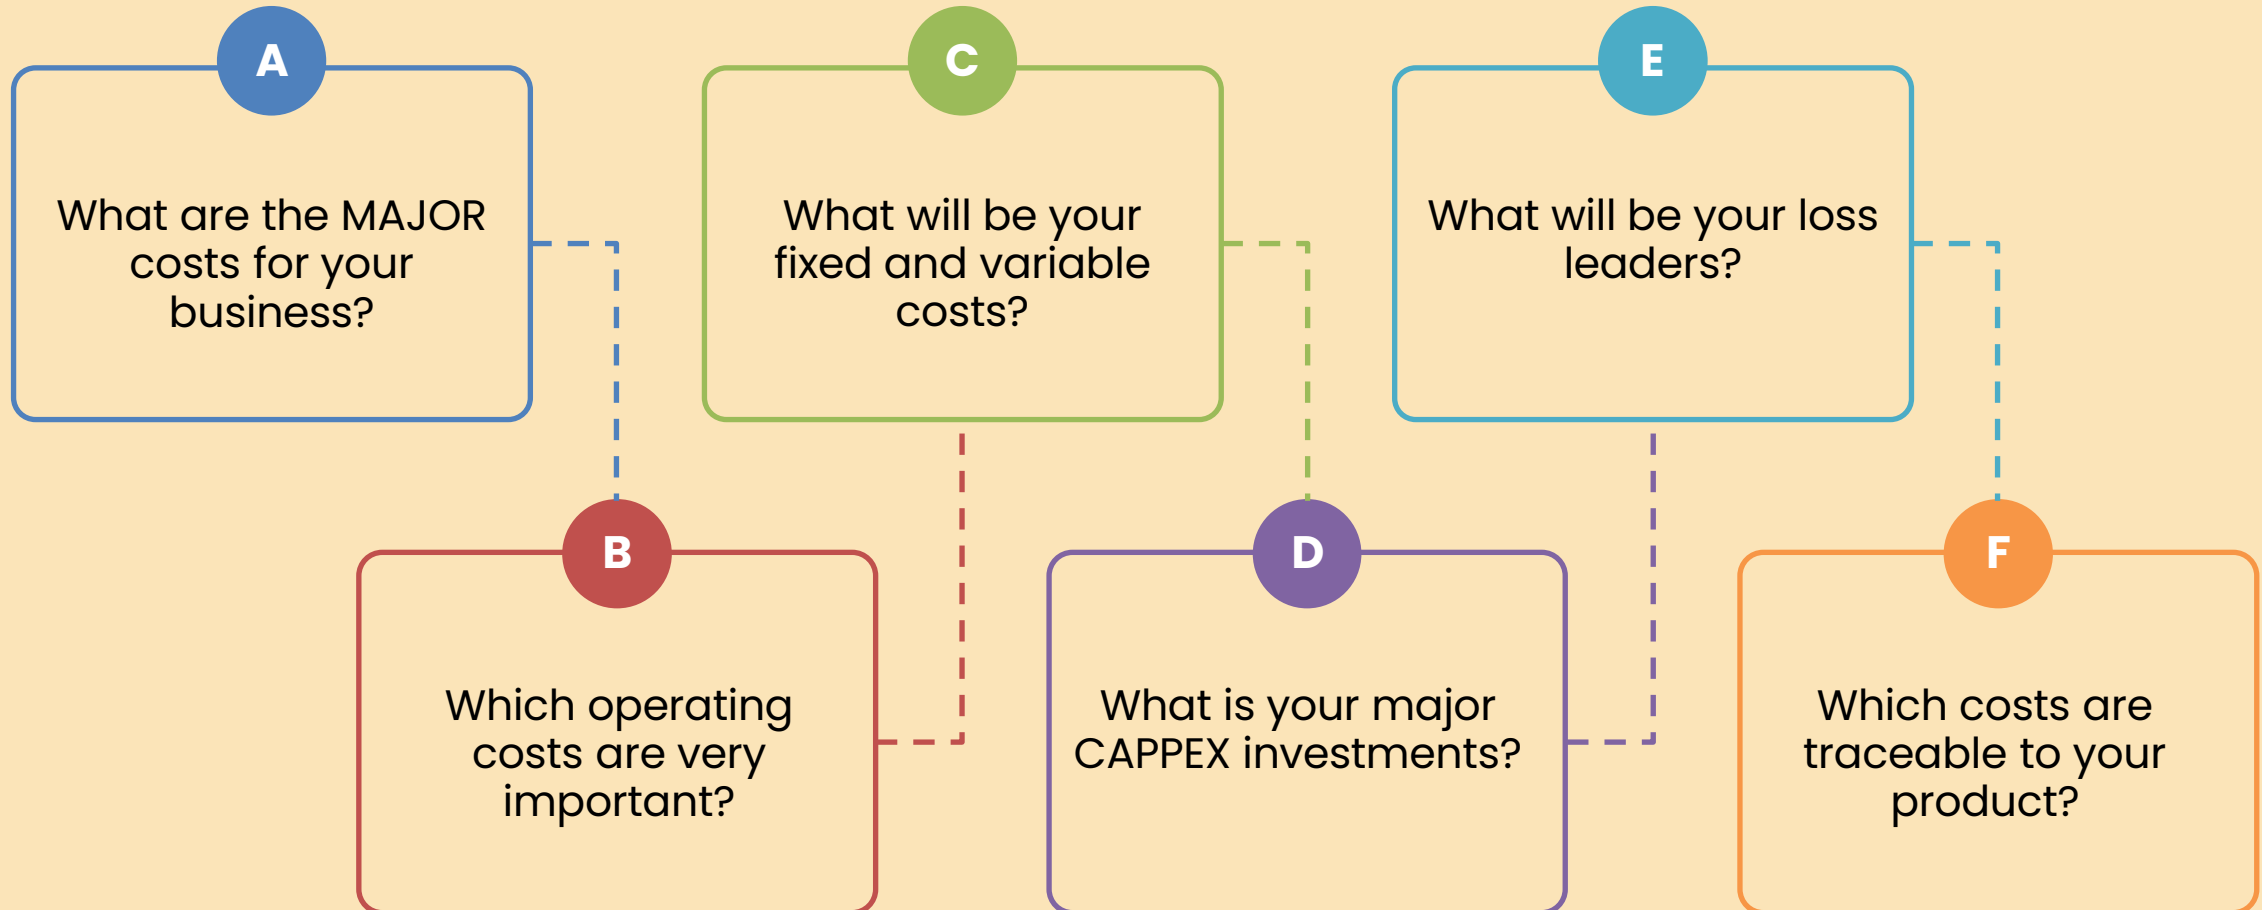 A
What are the MAJOR
costs for your
business?
B
Which operating
costs are very
important?
C
What will be your
fixed and variable
costs?
D
What is your major
CAPPEX investments?
E
What will be your loss
leaders?
F
Which costs are
traceable to your
product?